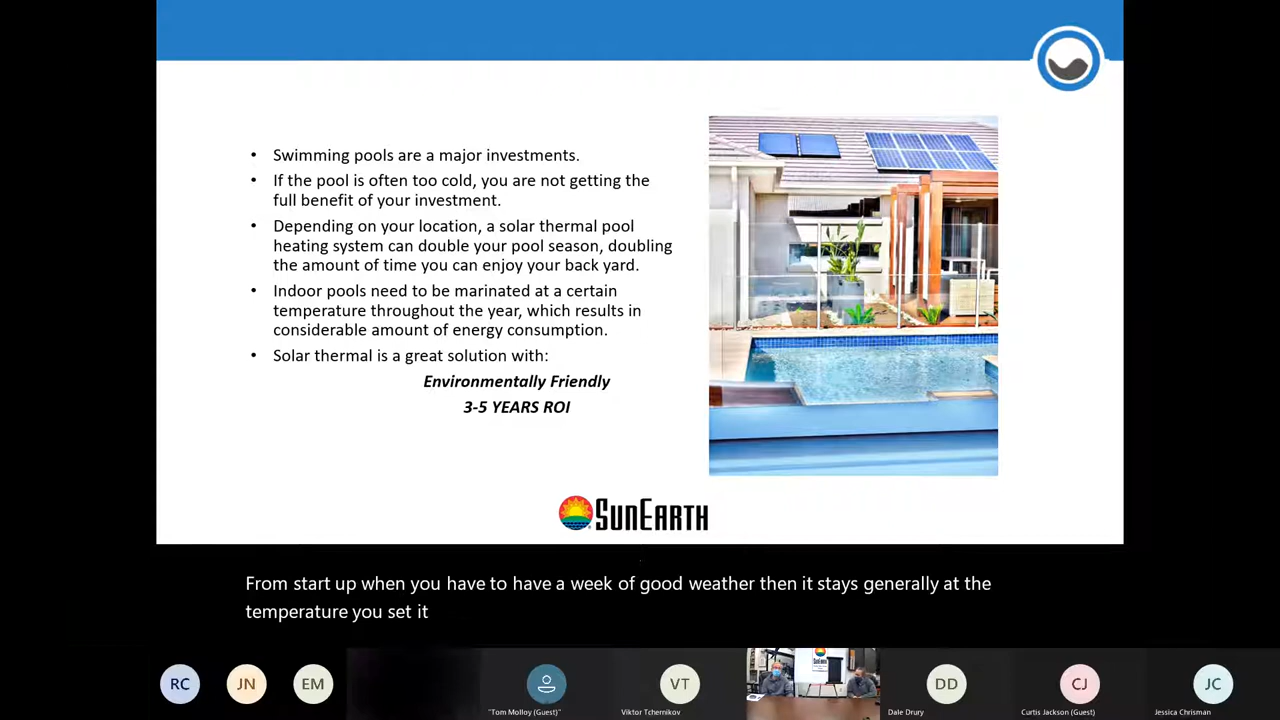 • Swimming pools are a major investments.
• If the pool is often too cold, you are not getting the
full benefit of your investment.
• Depending on your location, a solar thermal pool
heating system can double your pool season, doubling
the amount of time you can enjoy your back yard.
• Indoor pools need to be marinated at a certain
temperature throughout the year, which results in
considerable amount of energy consumption.
• Solar thermal is a great solution with:
Environmentally Friendly
3-5 YEARS ROI
SUNEARTH
From start up when you have to have a week of good weather then it stays generally at the
temperature you set it
RC
JN
EM
"Tom Molloy (Guest)"
VT
Viktor Tchernikov
SUNEARTH
DD
Dale Drury
CJ
Curtis Jackson (Guest)
JC
Jessica Chrisman